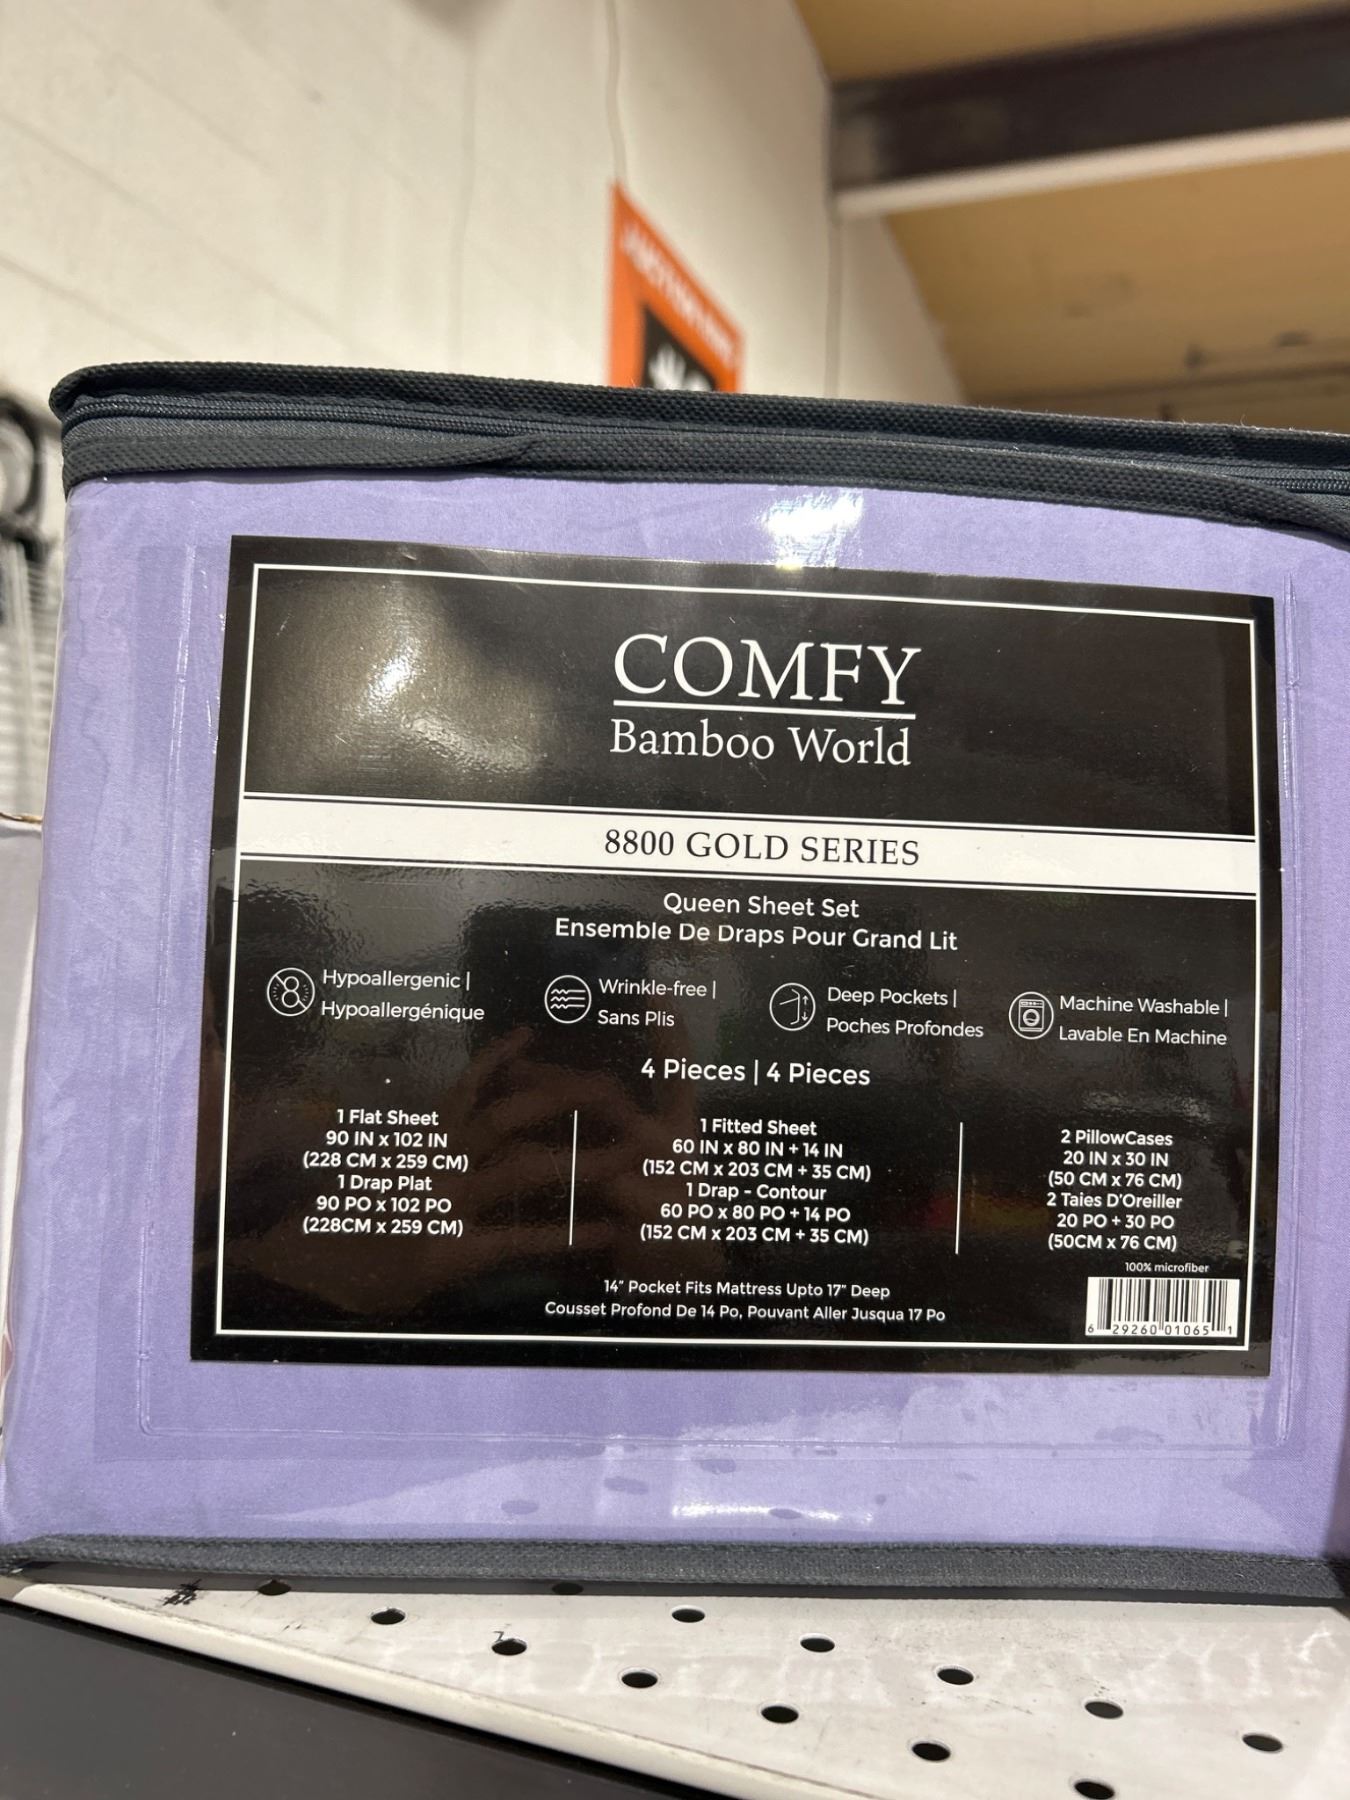 COMFY
Bamboo World
8800 GOLD SERIES
Queen Sheet Set
Ensemble De Draps Pour Grand Lit
Hypoallergenic |
Hypoallergénique
Wrinkle-free |
Sans Plis
Deep Pockets |
Poches Profondes
Machine Washable |
Lavable En Machine
4 Pieces | 4 Pieces
1 Flat Sheet
90 IN x 102 IN
(228 CM x 259 CM)
1 Drap Plat
90 PO x 102 PO
(228CM x 259 CM)
1 Fitted Sheet
60 IN x 80 IN + 14 IN
(152 CM x 203 CM + 35 CM)
1 Drap - Contour
60 PO x 80 PO + 14 PO
(152 CM x 203 CM + 35 CM)
2 PillowCases
20 IN x 30 IN
(50 CM x 76 CM)
2 Taies D'Oreiller
20 PO + 30 PO
(50CM x 76 CM)
100% microfiber
6 29260 01065 1
14" Pocket Fits Mattress Upto 17" Deep
Cousset Profond De 14 Po, Pouvant Aller Jusqua 17 Po